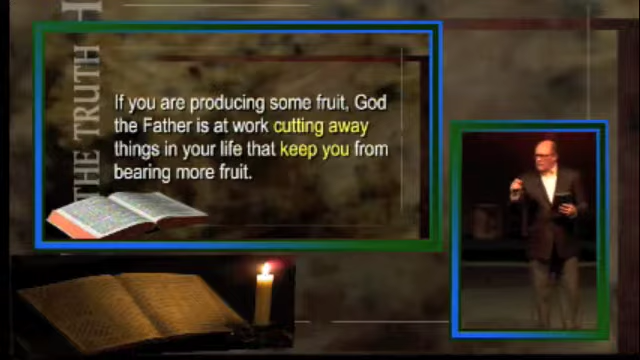 THE TRUTH
If you are producing some fruit, God
the Father is at work cutting away
things in your life that keep you from
bearing more fruit.